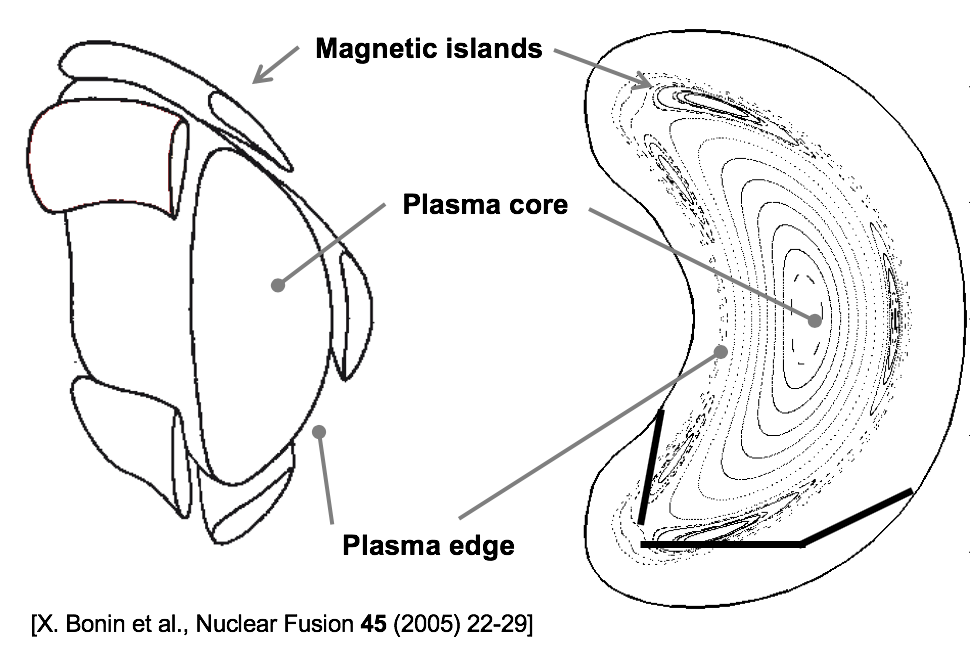 Magnetic islands
Plasma core
Plasma edge
[X. Bonin et al., Nuclear Fusion 45 (2005) 22-29]